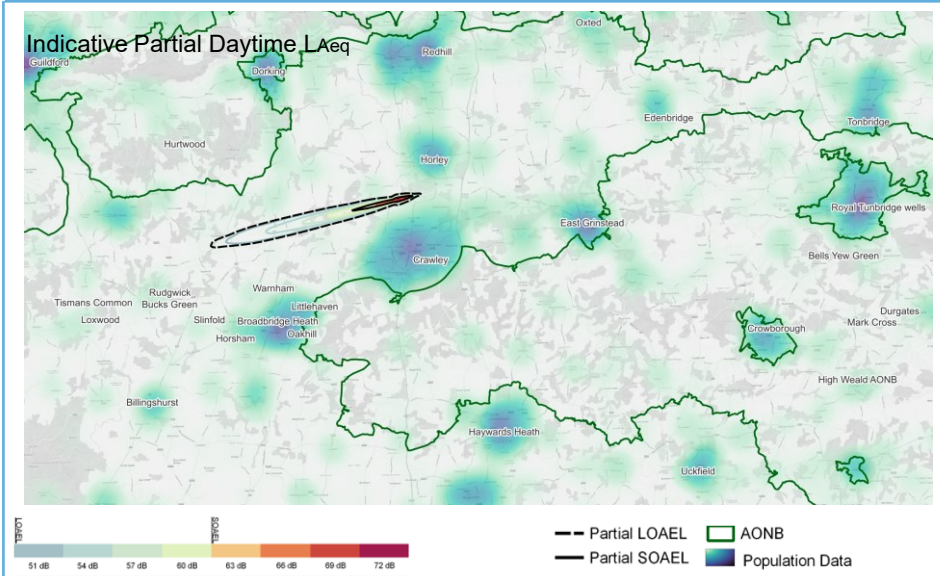 Indicative Partial Daytime LAeq
Oxted
Redhill
Guildford
Dorking
Edenbridge
Tonbridge
Hurtwood
Horley
Royal Tunbridge wells
East Grinstead
Crawley
Bells Yew Green
Warnham
Rudgwick
Tismans Common
Bucks Green
Littlehaven
Loxwood
Slinfold
Broadbridge Heath
Durgates
Mark Cross
Crowborough
Horsham
Oakhill
High Weald AONB
Billingshurst
Haywards Heath
Uckfield
LOAEL
SOAEL
51 dB
54 dB
57 dB
60 dB
63 dB
66 dB
69 dB
72 dB
Partial LOAEL
AONB
Partial SOAEL
Population Data